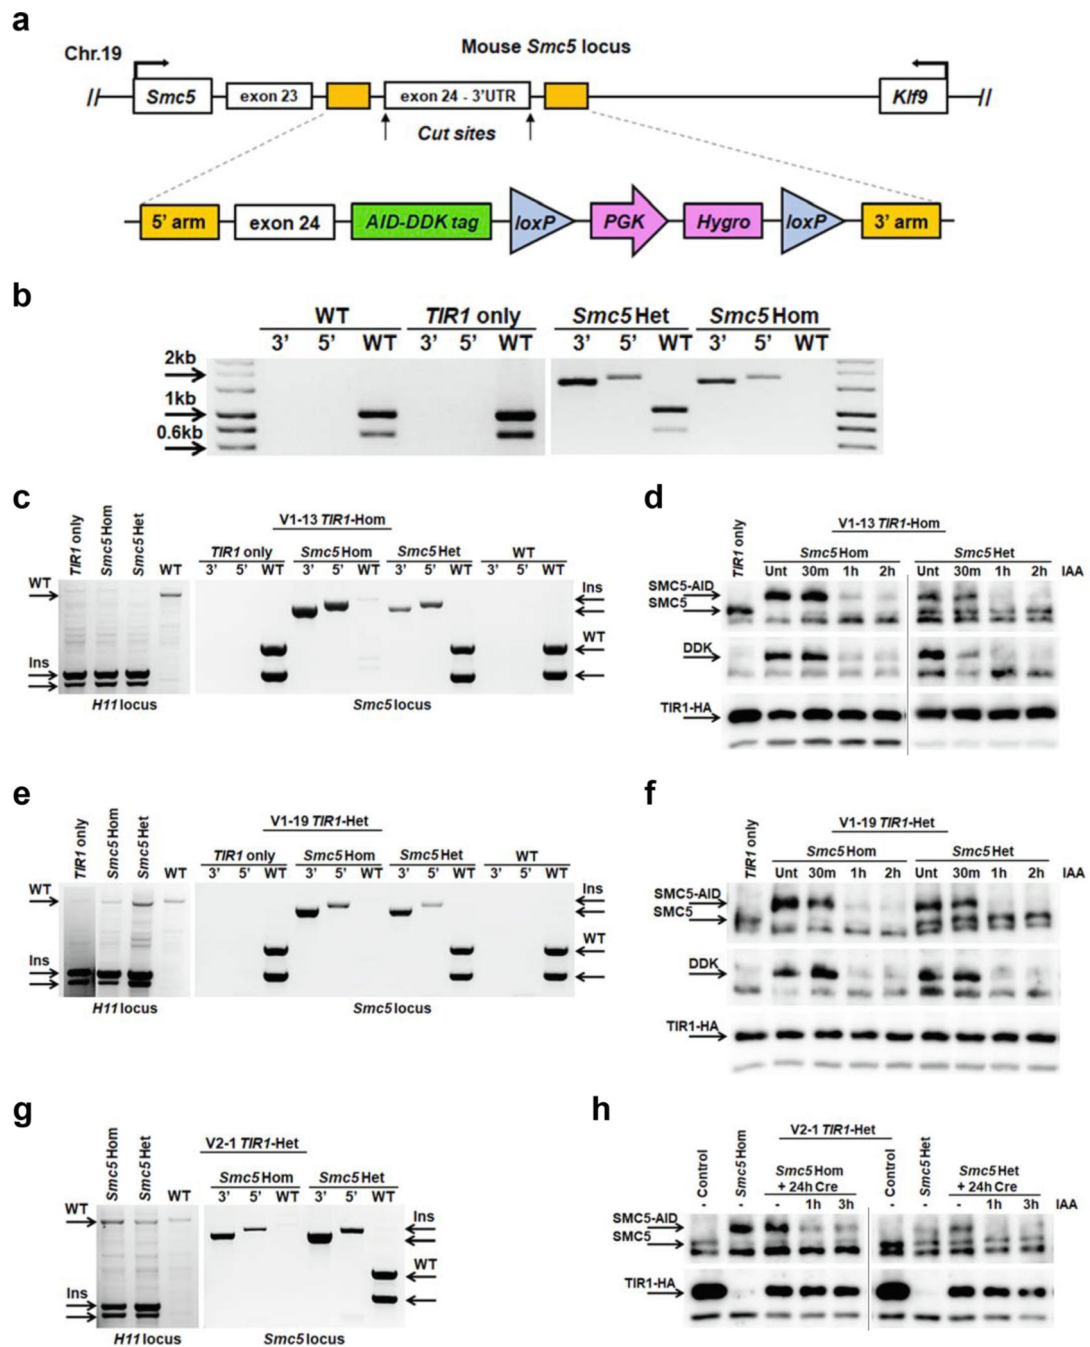 a
Chr.19
Mouse Smc5 locus
//
Smc5
exon 23
exon 24 - 3'UTR
Klf9
//
Cut sites
5' arm
exon 24
AID-DDK tag
loxP
PGK
Hygro
loxP
3' arm
b
WT
TIR1 only
Smc5 Het
Smc5 Hom
3' 5' WT 3' 5' WT 3' 5' WT 3' 5' WT
2kb
1kb
0.6kb
c
TIR1 only
Smc5 Hom
Smc5 Het
WT
V1-13 TIR1-Hom
TIR1 only
Smc5 Hom
Smc5 Het
WT
3' 5' WT 3' 5' WT 3' 5' WT 3' 5' WT
WT
Ins
Ins
WT
H11 locus
Smc5 locus
d
TIR1 only
V1-13 TIR1-Hom
Smc5 Hom
Smc5 Het
Unt 30m 1h 2h Unt 30m 1h 2h IAA
SMC5-AID
SMC5
DDK
TIR1-HA
e
TIR1 only
Smc5 Hom
Smc5 Het
WT
V1-19 TIR1-Het
TIR1 only
Smc5 Hom
Smc5 Het
WT
3' 5' WT 3' 5' WT 3' 5' WT 3' 5' WT
WT
Ins
Ins
WT
H11 locus
Smc5 locus
f
TIR1 only
V1-19 TIR1-Het
Smc5 Hom
Smc5 Het
Unt 30m 1h 2h Unt 30m 1h 2h IAA
SMC5-AID
SMC5
DDK
TIR1-HA
g
Smc5 Hom
Smc5 Het
WT
V2-1 TIR1-Het
Smc5 Hom
Smc5 Het
3' 5' WT 3' 5' WT
WT
Ins
Ins
WT
H11 locus
Smc5 locus
h
V2-1 TIR1-Het
Control
Smc5 Hom
Smc5 Hom
+ 24h Cre
Control
Smc5 Het
Smc5 Het
+ 24h Cre
- - - 1h 3h - - - 1h 3h IAA
SMC5-AID
SMC5
TIR1-HA